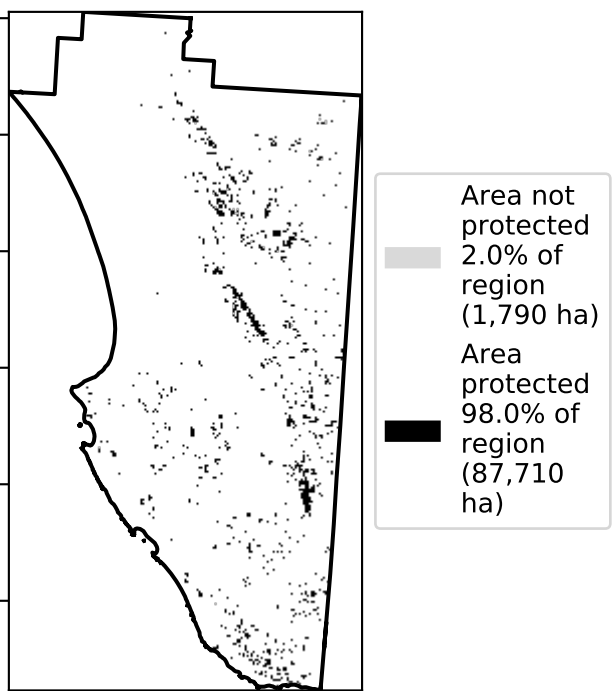 Area not
protected
2.0% of
region
(1,790 ha)
Area
protected
98.0% of
region
(87,710
ha)